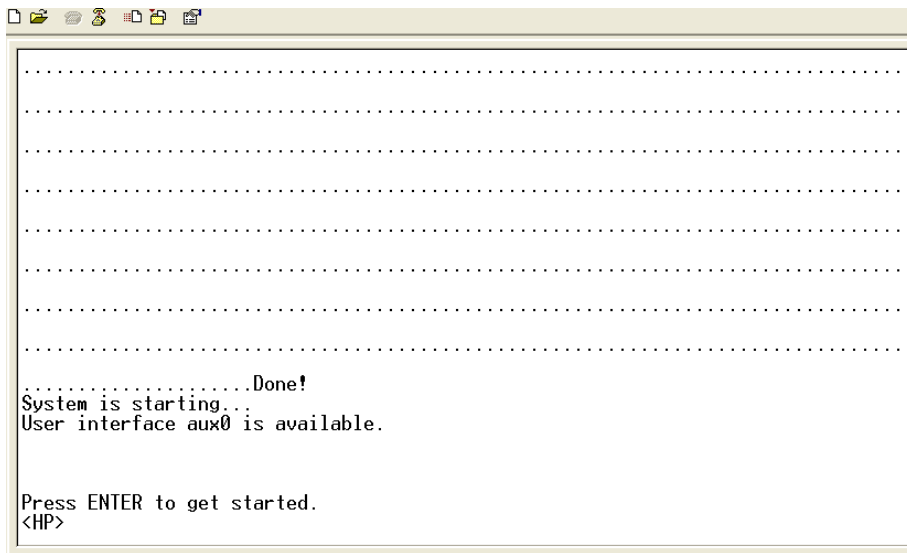 ................................................................................
................................................................................
................................................................................
................................................................................
................................................................................
................................................................................
................................................................................
................................................................................
.....................Done!
System is starting...
User interface aux0 is available.
Press ENTER to get started.
<HP>